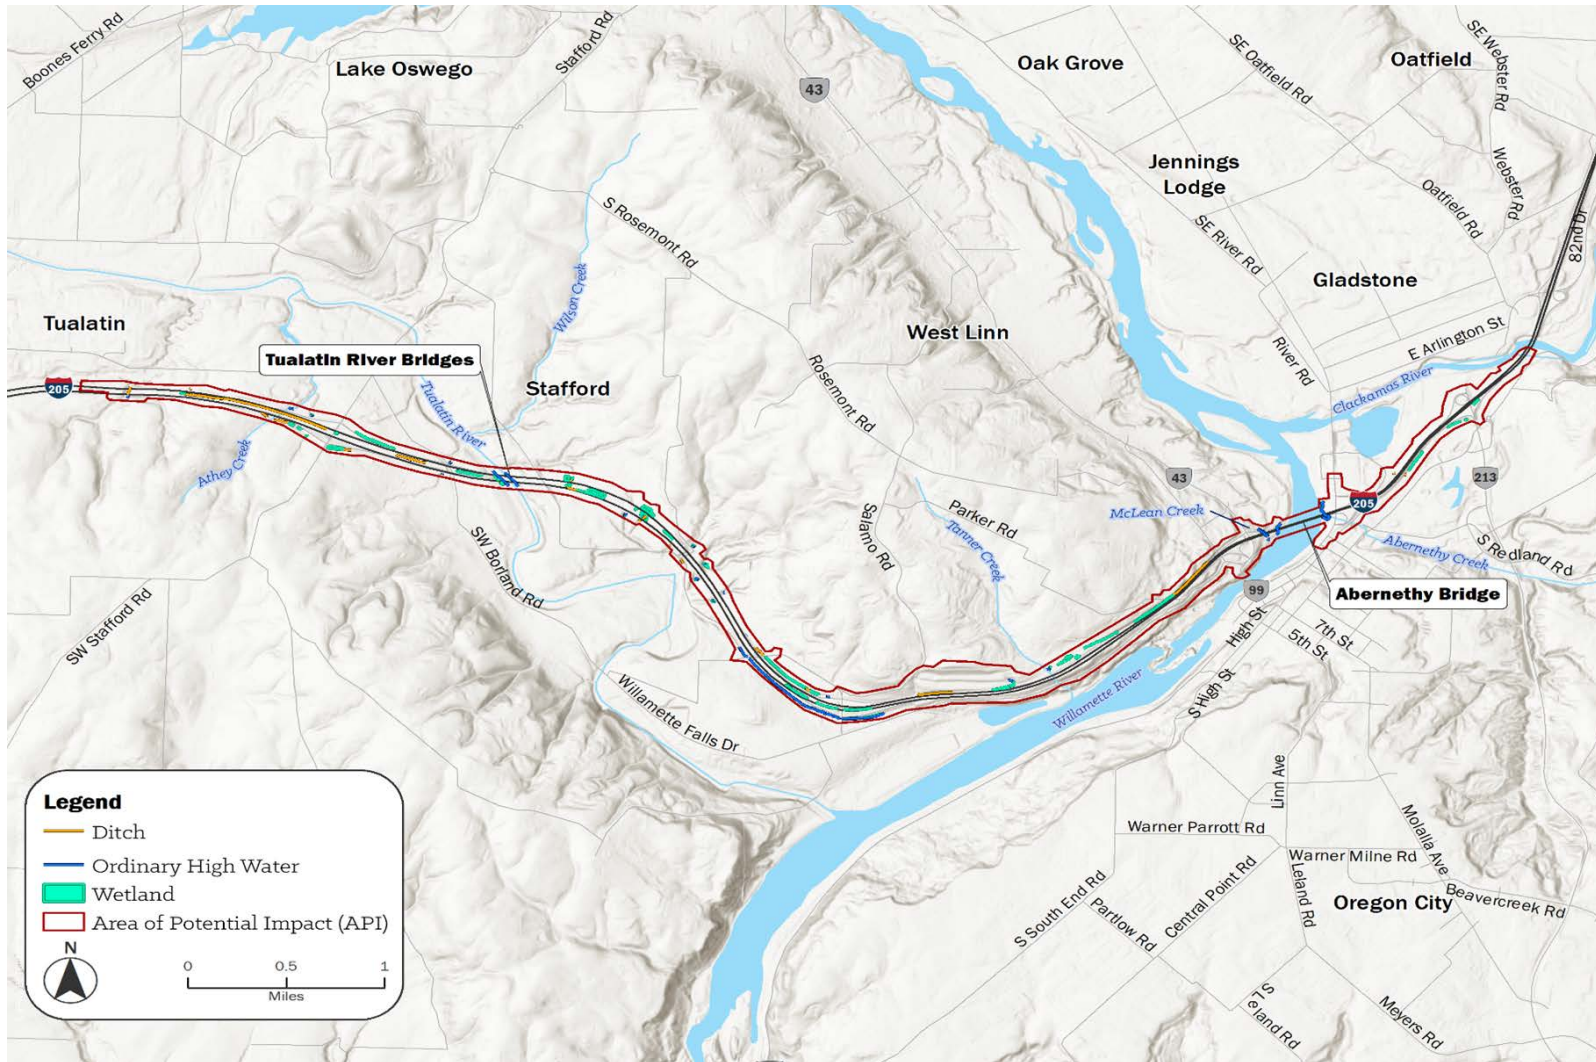 Boones Ferry Rd
Lake Oswego
Stafford Rd
43
Oak Grove
SE Oatfield Rd
Oatfield
SE Webster Rd
Jennings
Lodge
Webster Rd
Oatfield Rd
SE River Rd
82nd Dr
Gladstone
S Rosemont Rd
Wilson Creek
Tualatin
Tualatin River Bridges
Stafford
West Linn
River Rd
E Arlington St
205
Tualatin River
Rosemont Rd
Clackamas River
Athey Creek
43
213
205
McLean Creek
Parker Rd
Salamo Rd
Tanner Creek
Abernethy Creek
S Redland Rd
SW Borland Rd
99
Abernethy Bridge
SW Stafford Rd
High St
7th St
5th St
Willamette River
S High St
Willamette Falls Dr
Linn Ave
Molalla Ave
Warner Parrott Rd
Warner Milne Rd
Central Point Rd
Leland Rd
Beavercreek Rd
Oregon City
S South End Rd
Partlow Rd
S Leland Rd
Meyers Rd
Legend
Ditch
Ordinary High Water
Wetland
Area of Potential Impact (API)
N
0 0.5 1
Miles